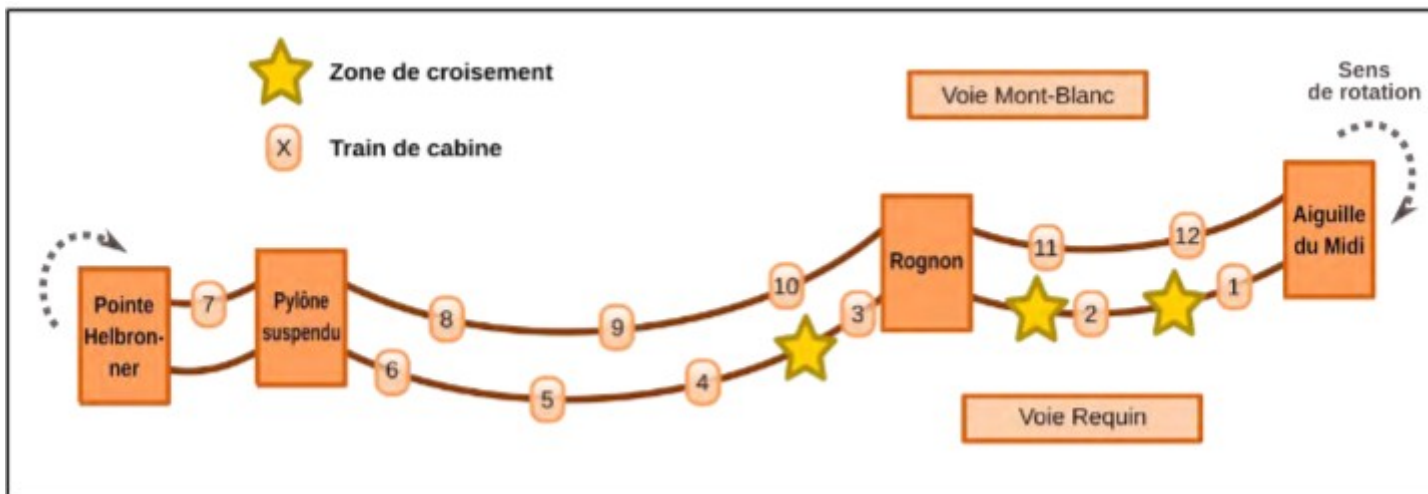 Zone de croisement
X
Train de cabine
Voie Mont-Blanc
Sens
de rotation
Pointe
Helbron-
ner
7
Pylône
suspendu
8
9
10
Rognon
11
12
Aiguille
du Midi
6
5
4
3
2
1
Voie Requin